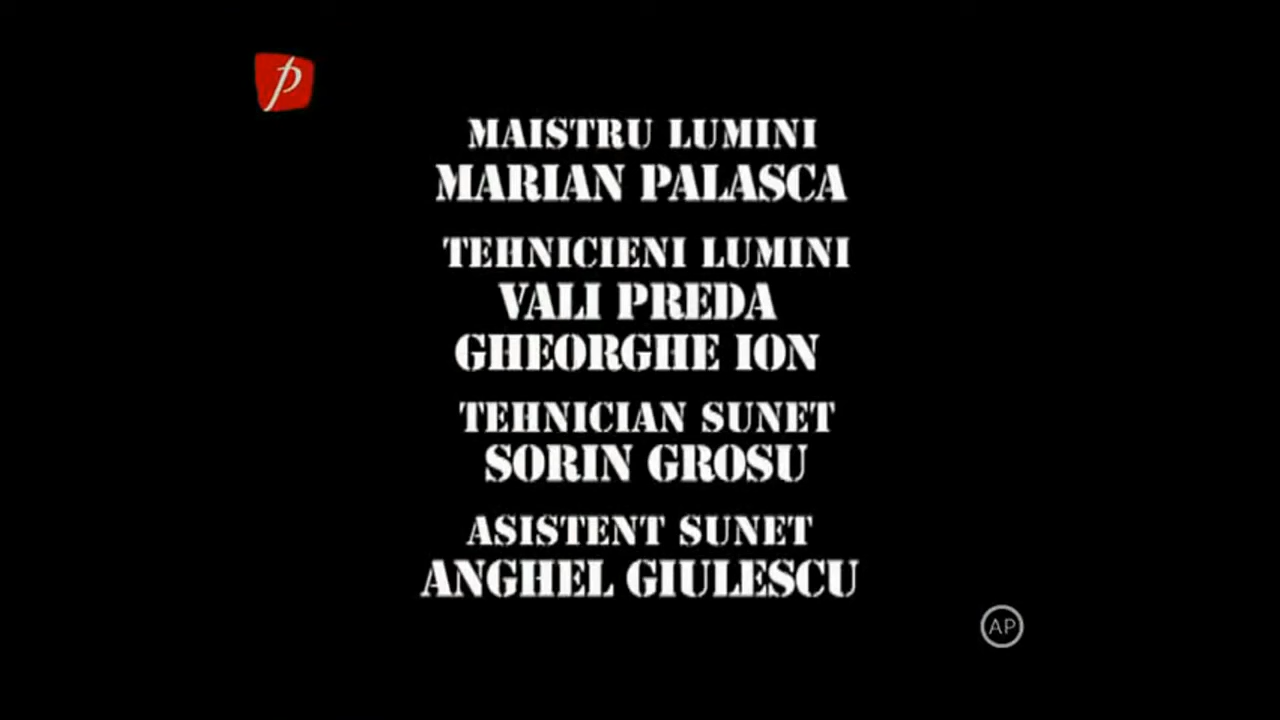 p
MAISTRU LUMINI
MARIAN PALASCA
TEHNICIENI LUMINI
VALI PREDA
GHEORGHE ION
TEHNICIAN SUNET
SORIN GROSU
ASISTENT SUNET
ANGHEL GIULESCU
AP